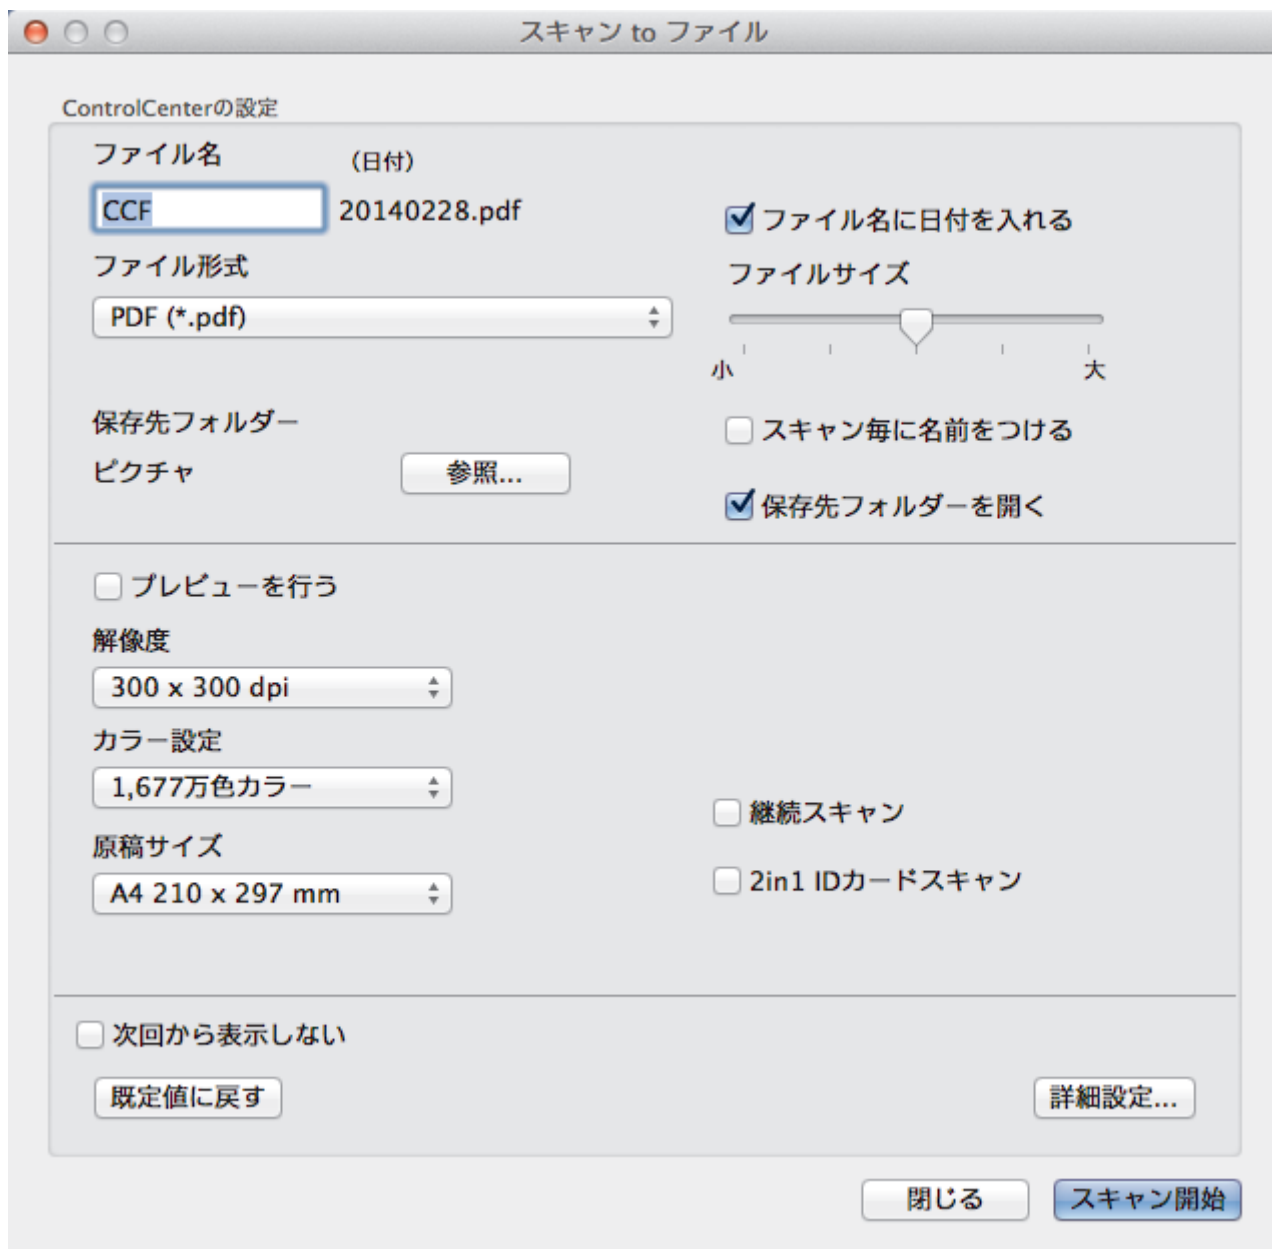 スキャン to ファイル
ControlCenterの設定
ファイル名 (日付)
CCF 20140228.pdf
ファイル名に日付を入れる
ファイル形式
ファイルサイズ
PDF (*.pdf)
小 大
保存先フォルダー
スキャン毎に名前をつける
ピクチャ 参照...
保存先フォルダーを開く
プレビューを行う
解像度
300 x 300 dpi
カラー設定
1,677万色カラー
継続スキャン
原稿サイズ
A4 210 x 297 mm
2in1 IDカードスキャン
次回から表示しない
既定値に戻す 詳細設定...
閉じる スキャン開始